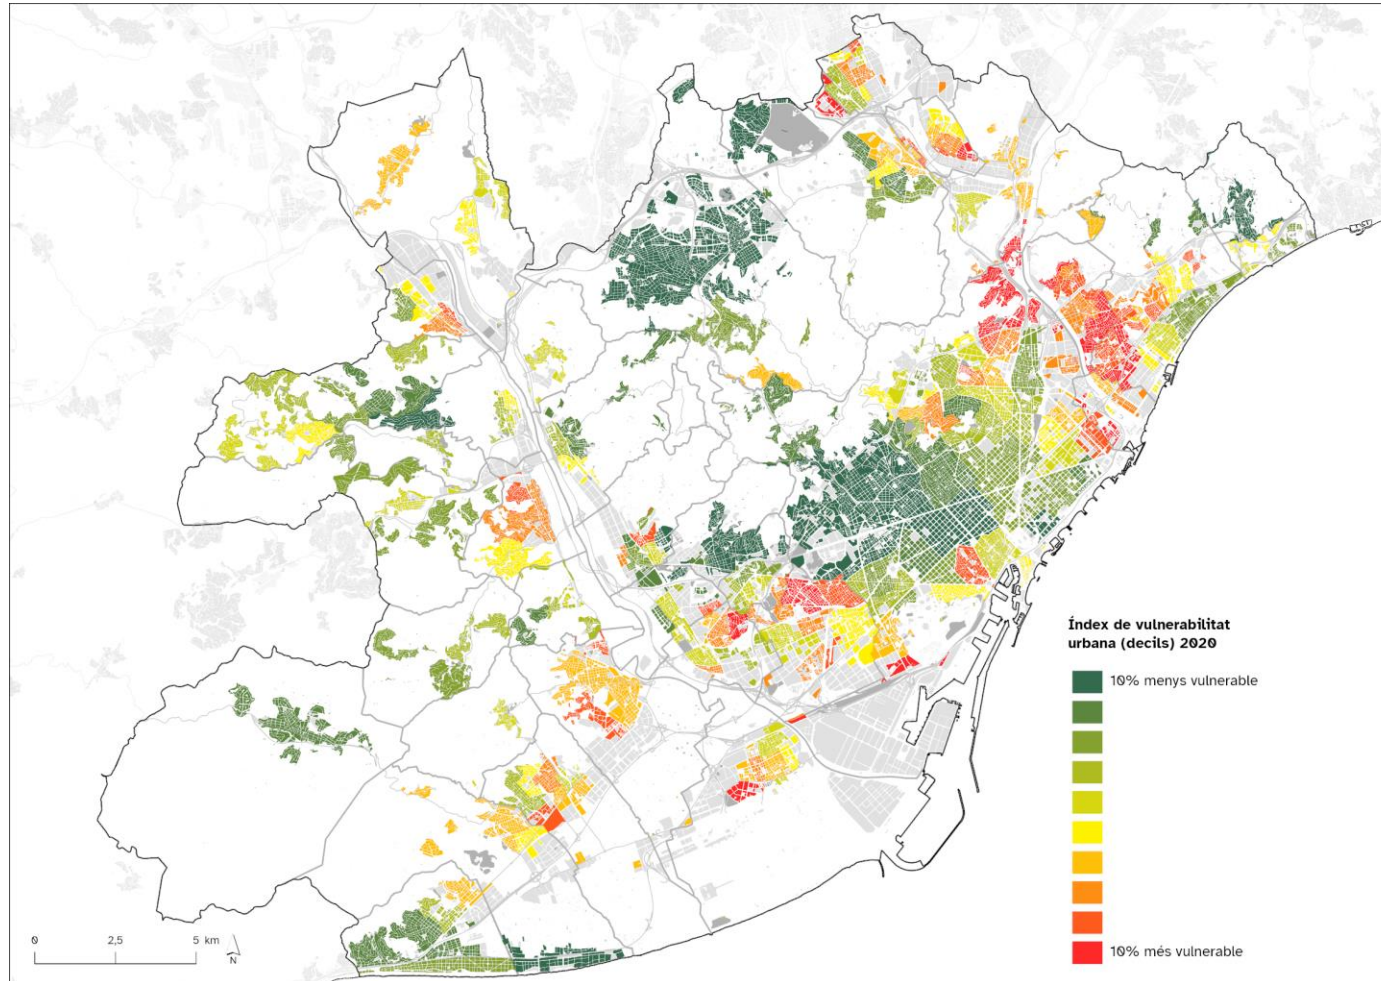 Índex de vulnerabilitat
urbana (decils) 2020
10% menys vulnerable
10% més vulnerable
0 2,5 5 km
N